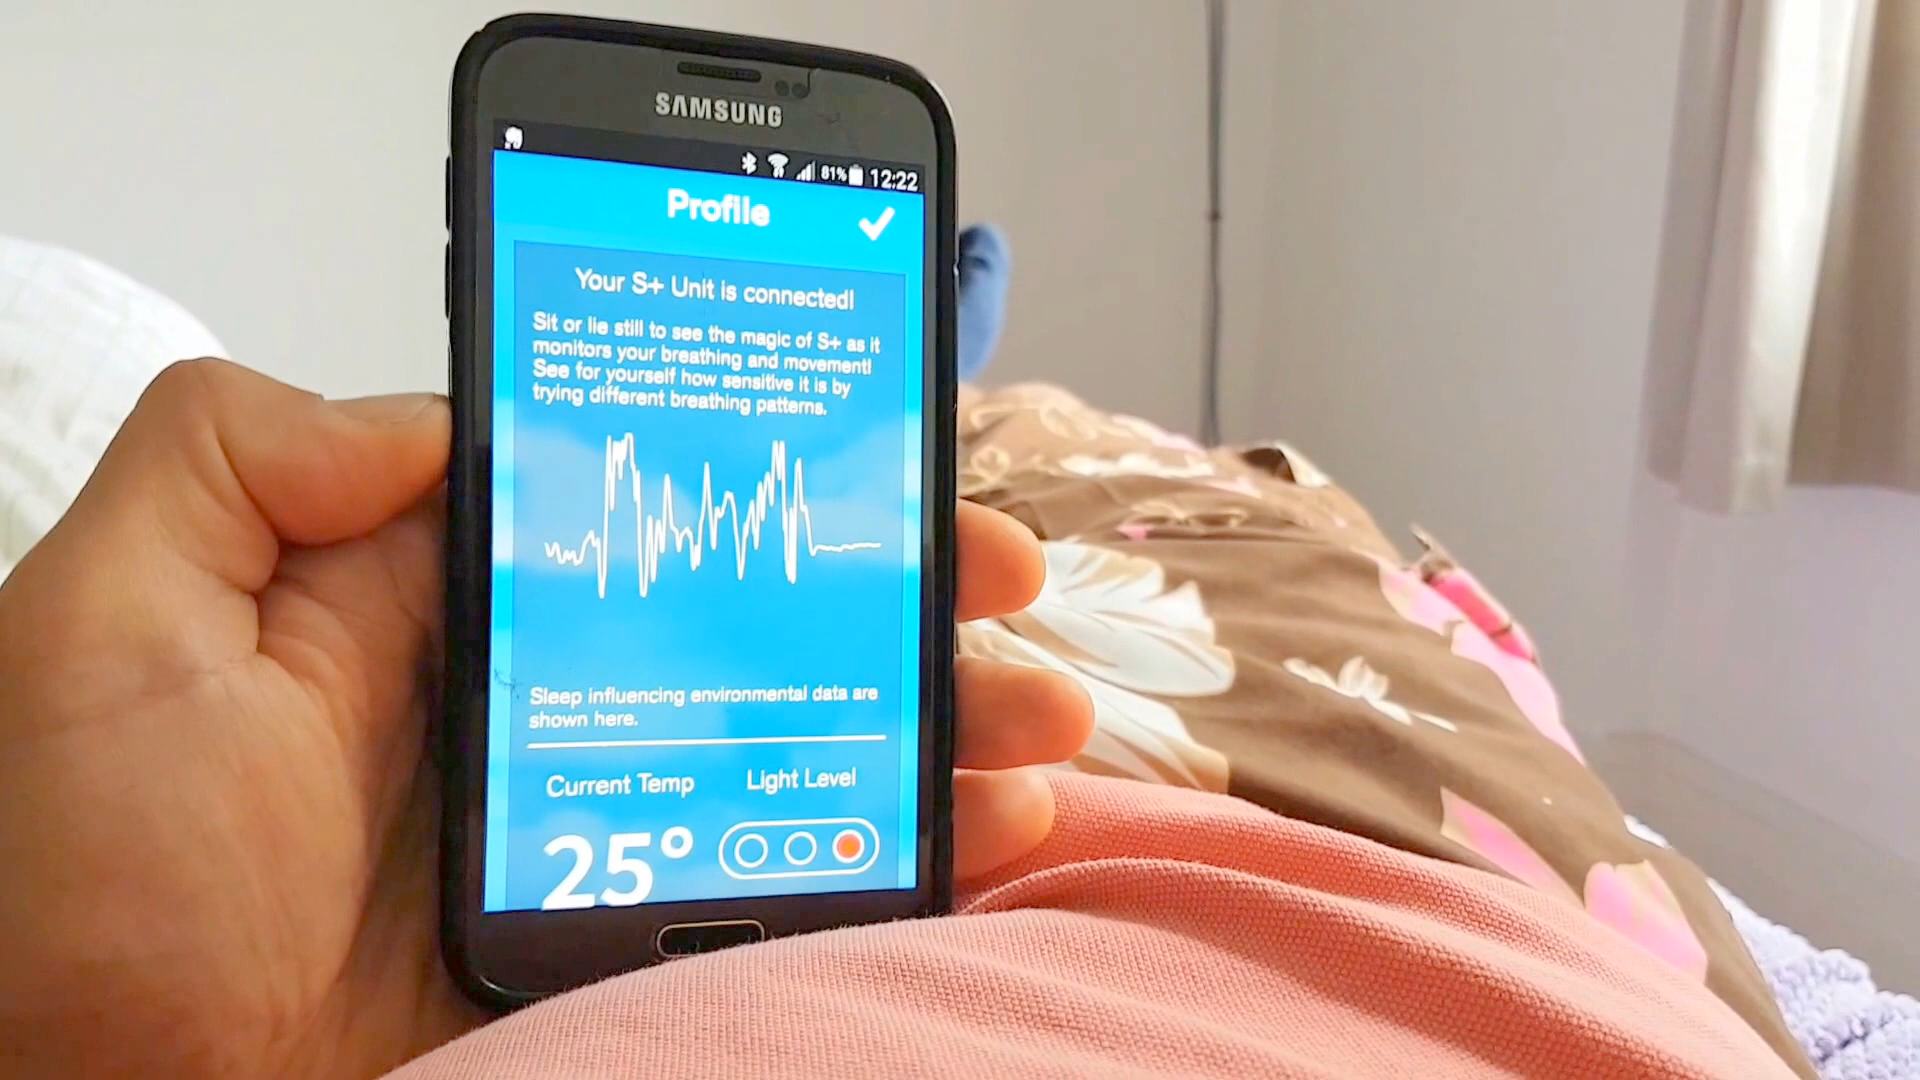 SAMSUNG
81% 12:22
Profile
Your S+ Unit is connected!
Sit or lie still to see the magic of S+ as it
monitors your breathing and movement!
See for yourself how sensitive it is by
trying different breathing patterns.
Sleep influencing environmental data are
shown here.
Current Temp Light Level
25°